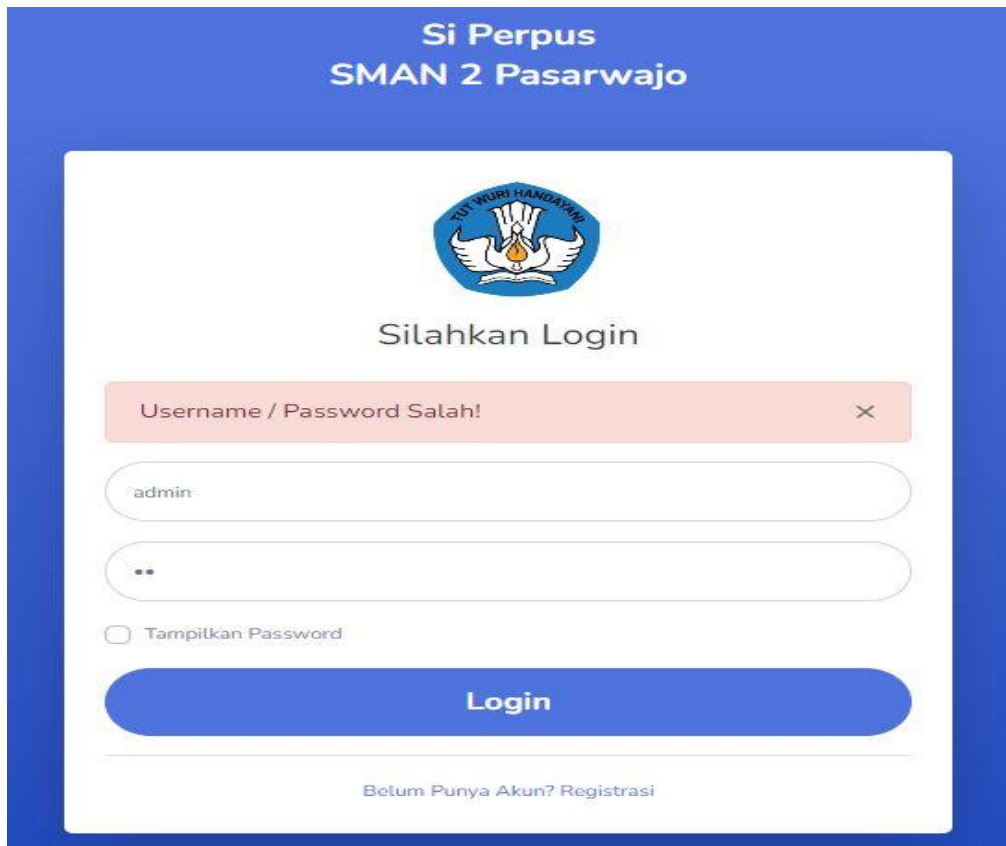 Si Perpus
SMAN 2 Pasarwajo
TUT WURI HANDAYANI
Silahkan Login
Username / Password Salah!
admin
••
Tampilkan Password
Login
Belum Punya Akun? Registrasi